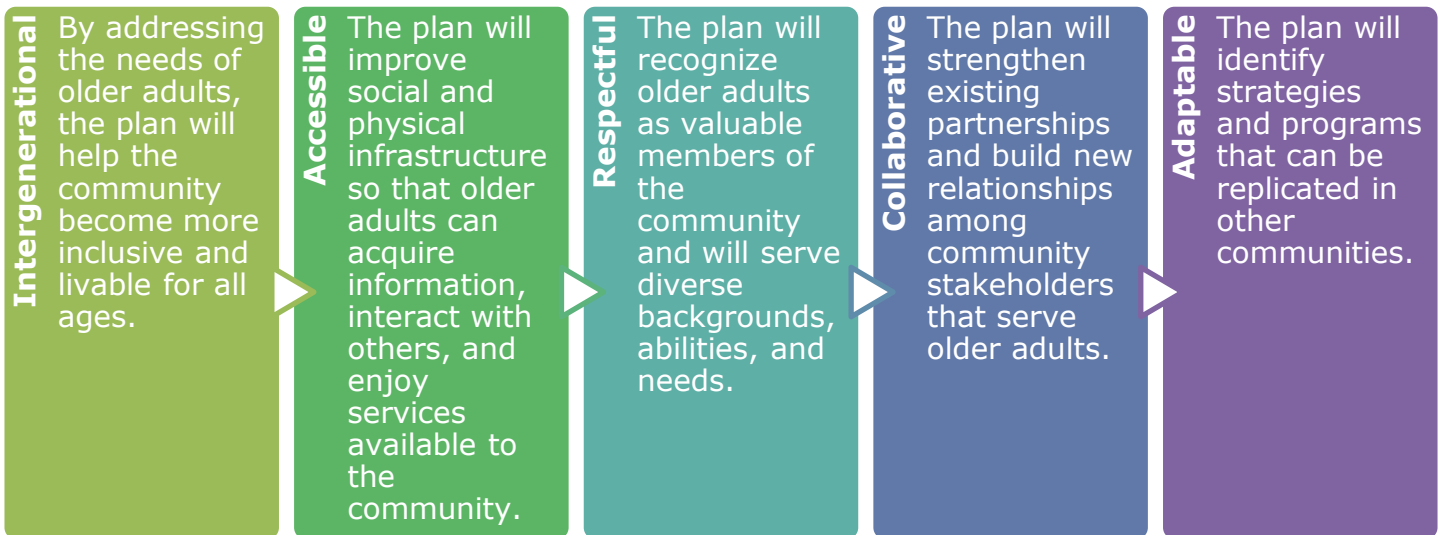 Intergenerational
By addressing
the needs of
older adults,
the plan will
help the
community
become more
inclusive and
livable for all
ages.
Accessible
The plan will
improve
social and
physical
infrastructure
so that older
adults can
acquire
information,
interact with
others, and
enjoy
services
available to
the
community.
Respectful
The plan will
recognize
older adults
as valuable
members of
the
community
and will serve
diverse
backgrounds,
abilities, and
needs.
Collaborative
The plan will
strengthen
existing
partnerships
and build new
relationships
among
community
stakeholders
that serve
older adults.
Adaptable
The plan will
identify
strategies
and programs
that can be
replicated in
other
communities.